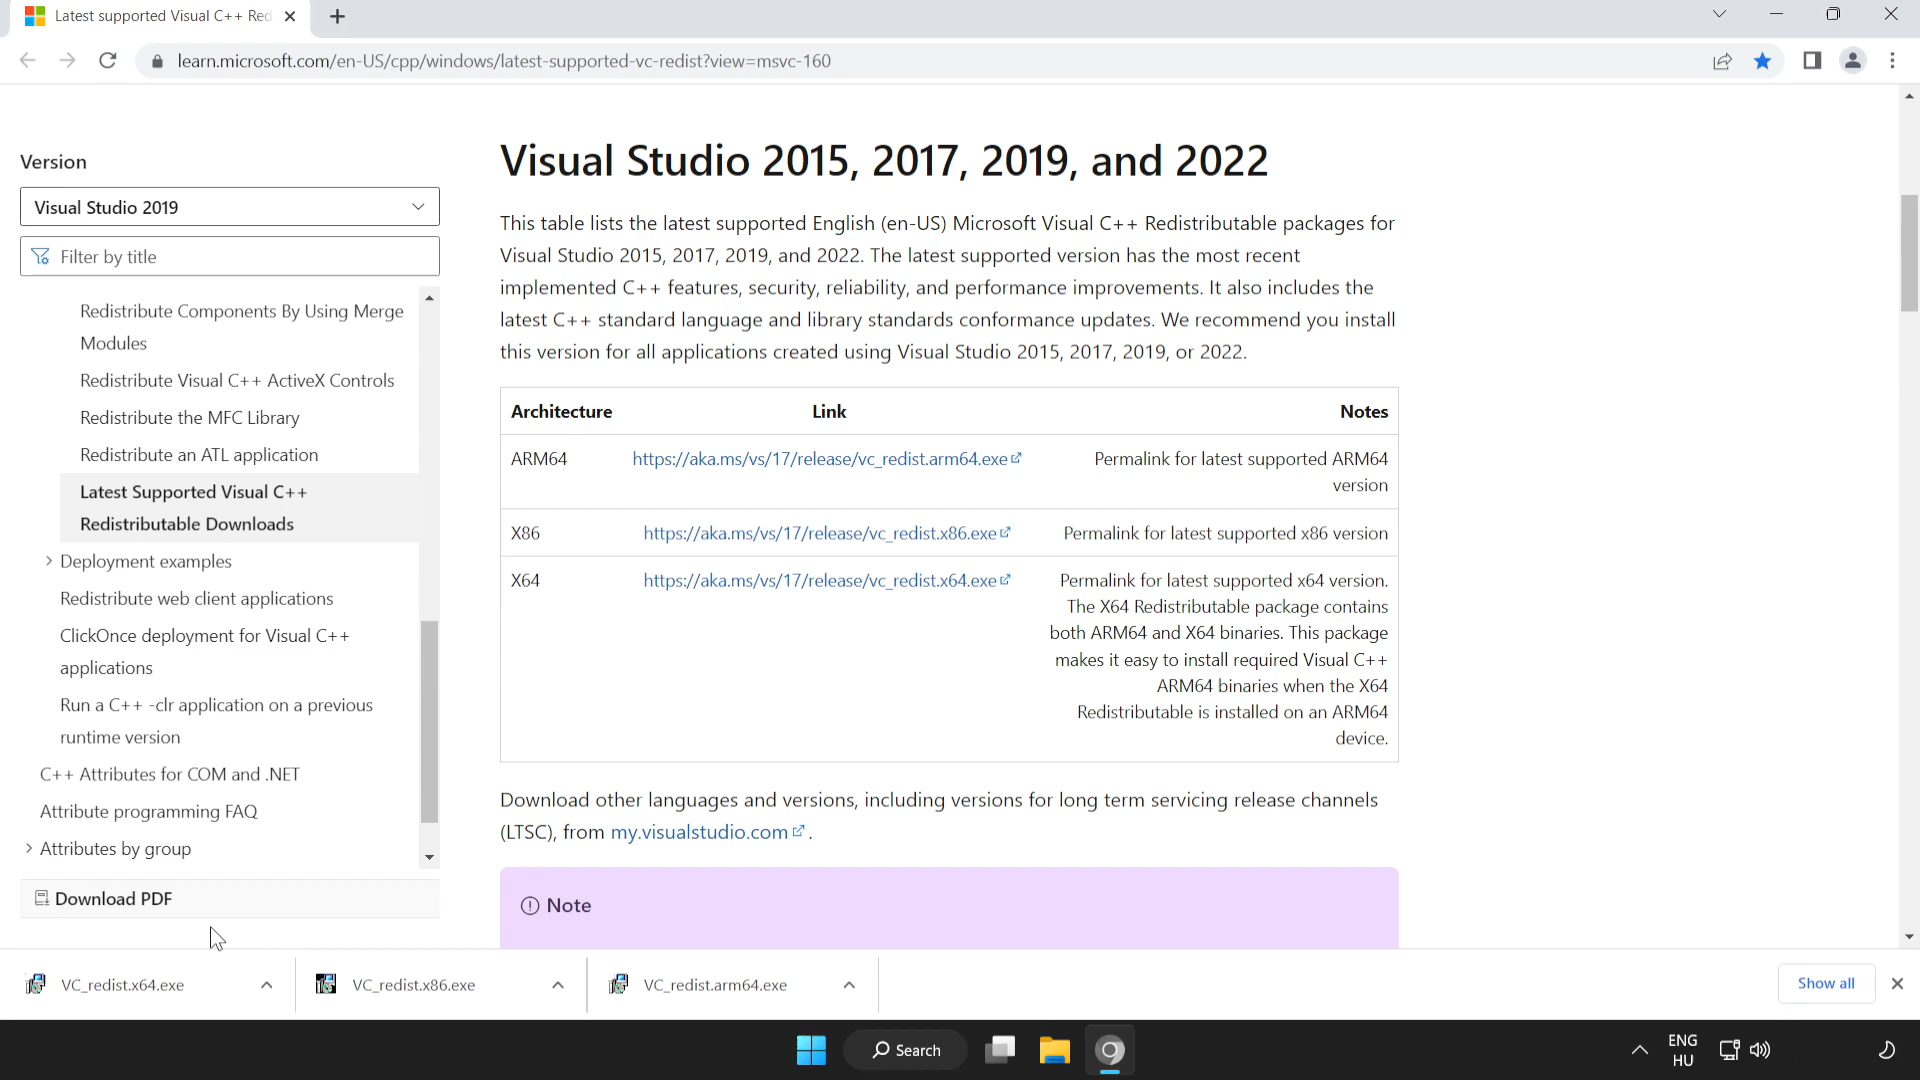 Latest supported Visual C++ Red
learn.microsoft.com/en-US/cpp/windows/latest-supported-vc-redist?view=msvc-160
Version
Visual Studio 2019
Filter by title
Redistribute Components By Using Merge
Modules
Redistribute Visual C++ ActiveX Controls
Redistribute the MFC Library
Redistribute an ATL application
Latest Supported Visual C++
Redistributable Downloads
Deployment examples
Redistribute web client applications
ClickOnce deployment for Visual C++
applications
Run a C++ -clr application on a previous
runtime version
C++ Attributes for COM and .NET
Attribute programming FAQ
Attributes by group
Download PDF
Visual Studio 2015, 2017, 2019, and 2022
This table lists the latest supported English (en-US) Microsoft Visual C++ Redistributable packages for
Visual Studio 2015, 2017, 2019, and 2022. The latest supported version has the most recent
implemented C++ features, security, reliability, and performance improvements. It also includes the
latest C++ standard language and library standards conformance updates. We recommend you install
this version for all applications created using Visual Studio 2015, 2017, 2019, or 2022.
Architecture Link Notes
ARM64 https://aka.ms/vs/17/release/vc_redist.arm64.exe Permalink for latest supported ARM64
version
X86 https://aka.ms/vs/17/release/vc_redist.x86.exe Permalink for latest supported x86 version
X64 https://aka.ms/vs/17/release/vc_redist.x64.exe Permalink for latest supported x64 version.
The X64 Redistributable package contains
both ARM64 and X64 binaries. This package
makes it easy to install required Visual C++
ARM64 binaries when the X64
Redistributable is installed on an ARM64
device.
Download other languages and versions, including versions for long term servicing release channels
(LTSC), from my.visualstudio.com .
Note
VC_redist.x64.exe VC_redist.x86.exe VC_redist.arm64.exe Show all
Search
ENG
HU